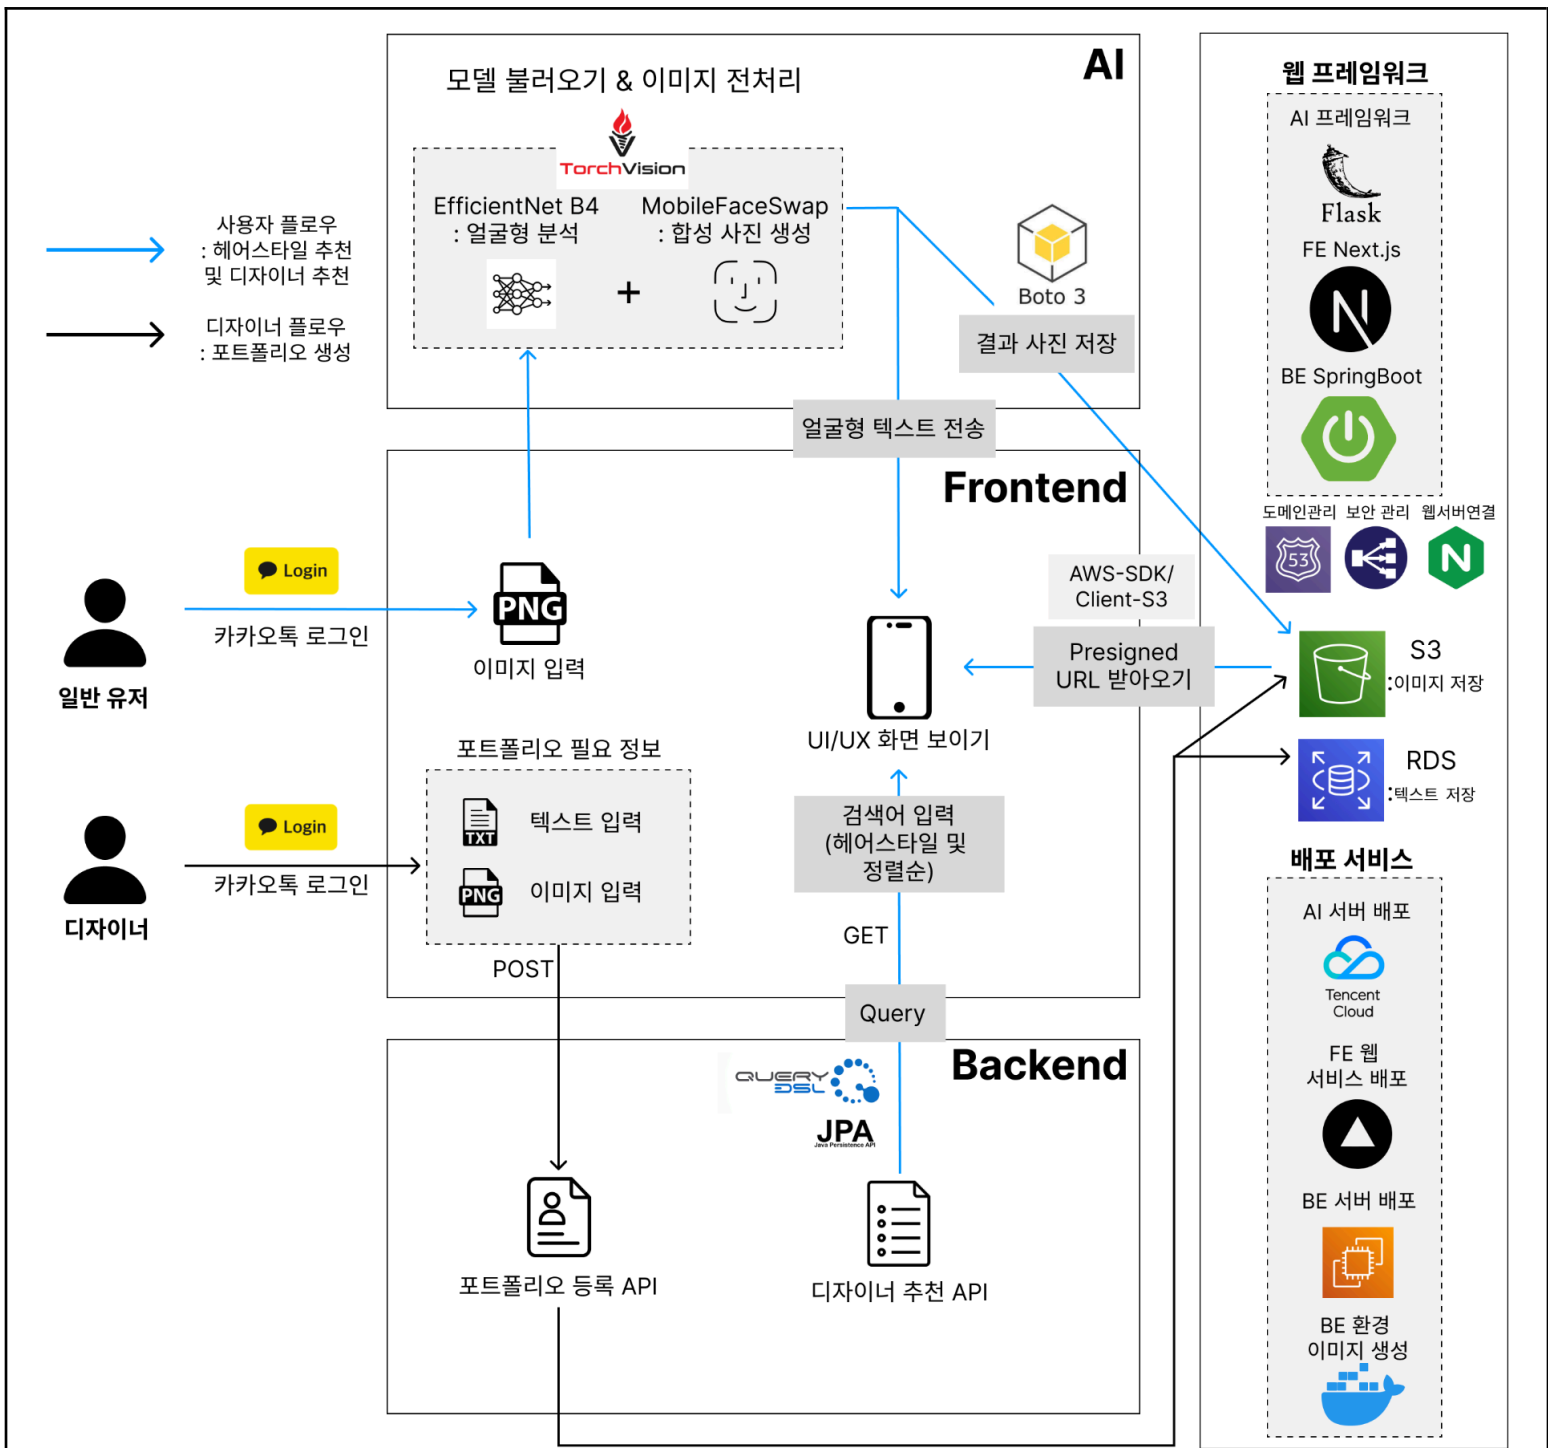 AI
모델 불러오기 & 이미지 전처리
TorchVision
EfficientNet B4
: 얼굴형 분석
+
MobileFaceSwap
: 합성 사진 생성
Boto 3
결과 사진 저장
얼굴형 텍스트 전송
사용자 플로우
: 헤어스타일 추천
및 디자이너 추천
디자이너 플로우
: 포트폴리오 생성
Frontend
Login
카카오톡 로그인
일반 유저
PNG
이미지 입력
AWS-SDK/
Client-S3
Presigned
URL 받아오기
UI/UX 화면 보이기
포트폴리오 필요 정보
TXT
텍스트 입력
PNG
이미지 입력
Login
카카오톡 로그인
디자이너
검색어 입력
(헤어스타일 및
정렬순)
GET
POST
Query
Backend
QUERY
DSL
JPA
Java Persistence API
포트폴리오 등록 API
디자이너 추천 API
웹 프레임워크
AI 프레임워크
Flask
FE Next.js
N
BE SpringBoot
도메인관리
보안 관리
웹서버연결
53
N
S3
:이미지 저장
RDS
:텍스트 저장
배포 서비스
AI 서버 배포
Tencent
Cloud
FE 웹
서비스 배포
BE 서버 배포
BE 환경
이미지 생성